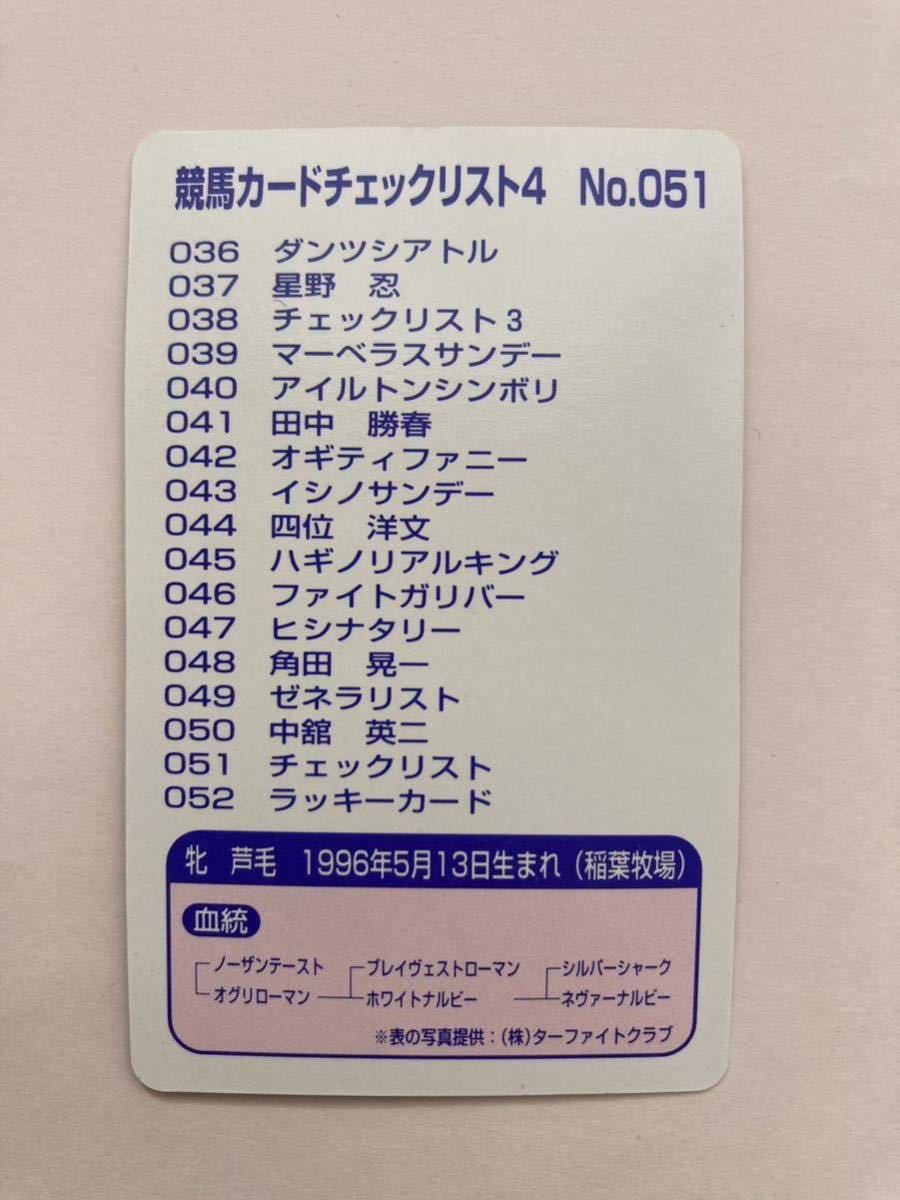 競馬カードチェックリスト4 No.051
036 ダンツシアトル
037 星野 忍
038 チェックリスト3
039 マーベラスサンデー
040 アイルトンシンボリ
041 田中 勝春
042 オギティファニー
043 イシノサンデー
044 四位 洋文
045 ハギノリアルキング
046 ファイトガリバー
047 ヒシナタリー
048 角田 晃一
049 ゼネラリスト
050 中舘 英二
051 チェックリスト
052 ラッキーカード
牝 芦毛 1996年5月13日生まれ(稲葉牧場)
血統
ノーザンテースト ブレイヴェストローマン シルバーシャーク
オグリローマン ホワイトナルビー ネヴァーナルビー
※表の写真提供:(株)ターファイトクラブ